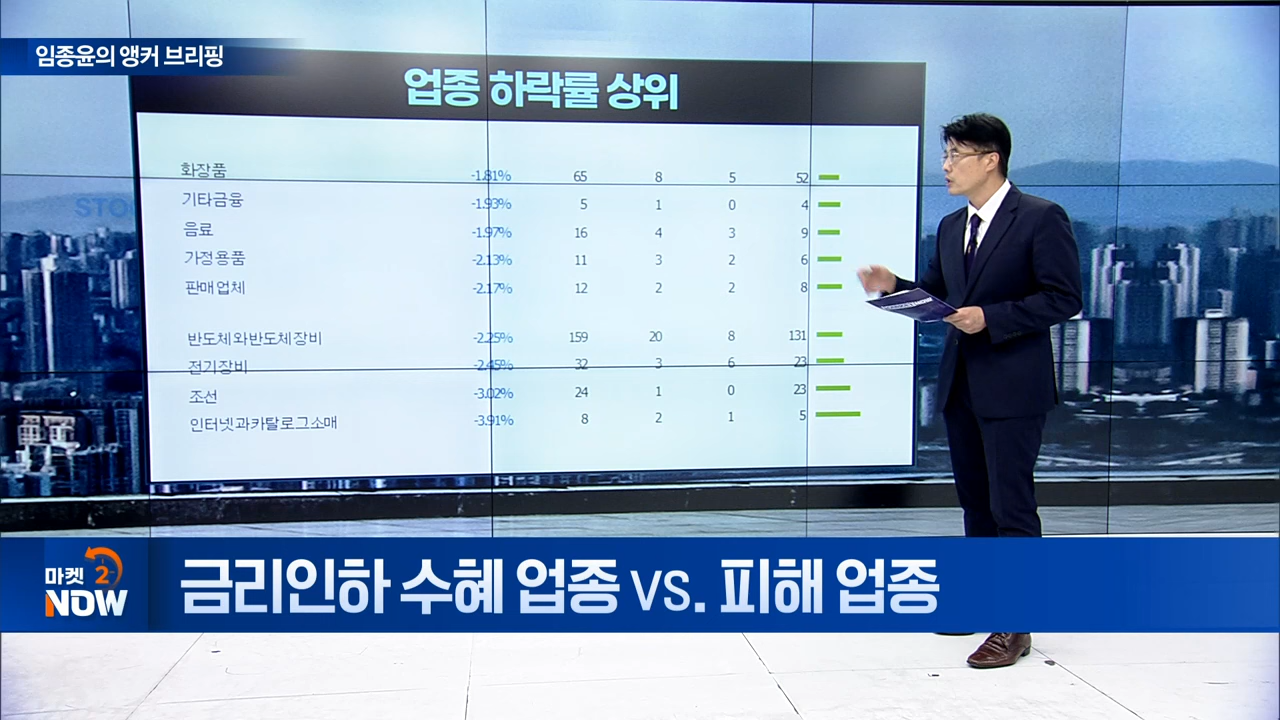 임종윤의 앵커 브리핑
업종 하락률 상위
화장품 -1.81% 65 8 5 52
기타금융 -1.93% 5 1 0 4
음료 -1.97% 16 4 3 9
가정용품 -2.13% 11 3 2 6
판매업체 -2.17% 12 2 2 8
반도체와반도체장비 -2.25% 159 20 8 131
전기장비 -2.45% 32 3 6 23
조선 -3.02% 24 1 0 23
인터넷과카탈로그소매 -3.91% 8 2 1 5
마켓 2
NOW
금리인하 수혜 업종 vs. 피해 업종